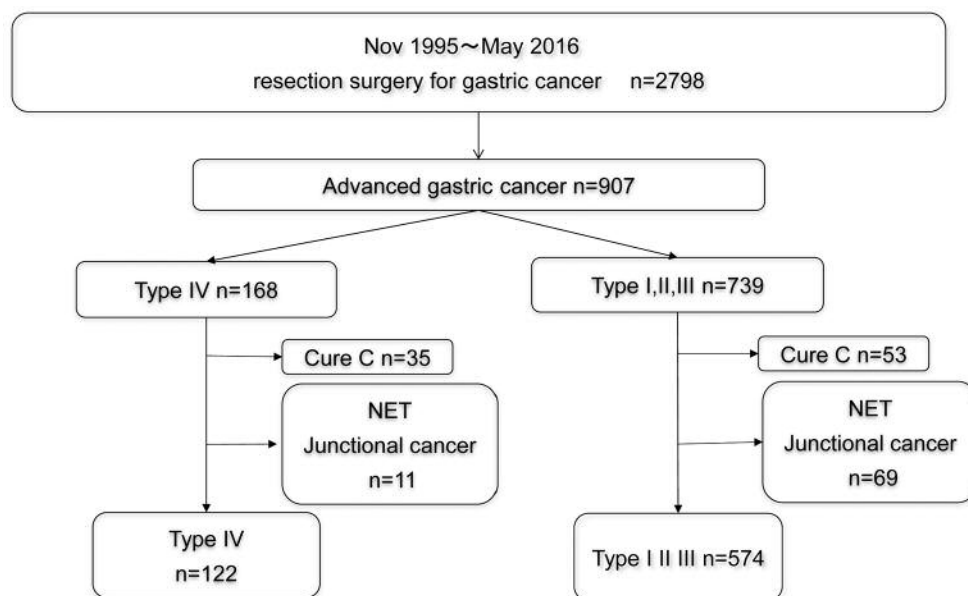 Nov 1995～May 2016
resection surgery for gastric cancer n=2798
Advanced gastric cancer n=907
Type IV n=168
Type I,II,III n=739
Cure C n=35
Cure C n=53
NET
Junctional cancer
n=11
NET
Junctional cancer
n=69
Type IV
n=122
Type I II III n=574